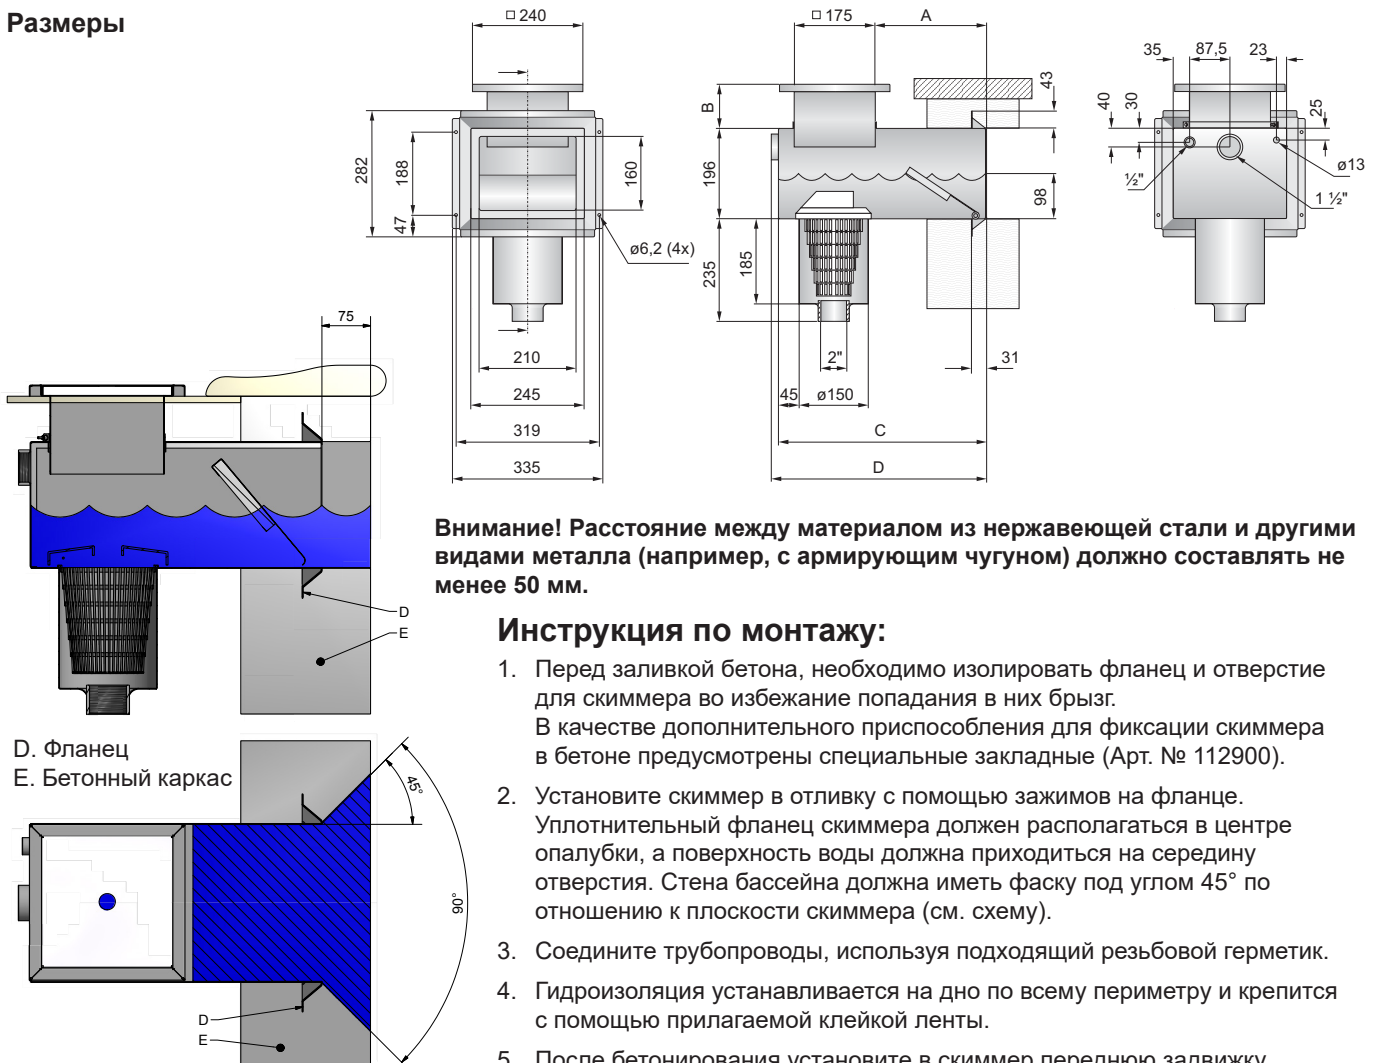 Размеры
□ 240
282
188
47
160
ø6,2 (4x)
210
245
319
335
□ 175
A
B
43
196
98
235
185
2"
31
45
ø150
C
D
35
87,5
23
40
30
25
ø13
½"
1 ½"
75
D
E
D. Фланец
E. Бетонный каркас
45°
90°
D
E
Внимание! Расстояние между материалом из нержавеющей стали и другими
видами металла (например, с армирующим чугуном) должно составлять не
менее 50 мм.
Инструкция по монтажу:
1. Перед заливкой бетона, необходимо изолировать фланец и отверстие
для скиммера во избежание попадания в них брызг.
В качестве дополнительного приспособления для фиксации скиммера
в бетоне предусмотрены специальные закладные (Арт. № 112900).
2. Установите скиммер в отливку с помощью зажимов на фланце.
Уплотнительный фланец скиммера должен располагаться в центре
опалубки, а поверхность воды должна приходиться на середину
отверстия. Стена бассейна должна иметь фаску под углом 45° по
отношению к плоскости скиммера (см. схему).
3. Соедините трубопроводы, используя подходящий резьбовой герметик.
4. Гидроизоляция устанавливается на дно по всему периметру и крепится
с помощью прилагаемой клейкой ленты.
5. После бетонирования установите в скиммер переднюю задвижку